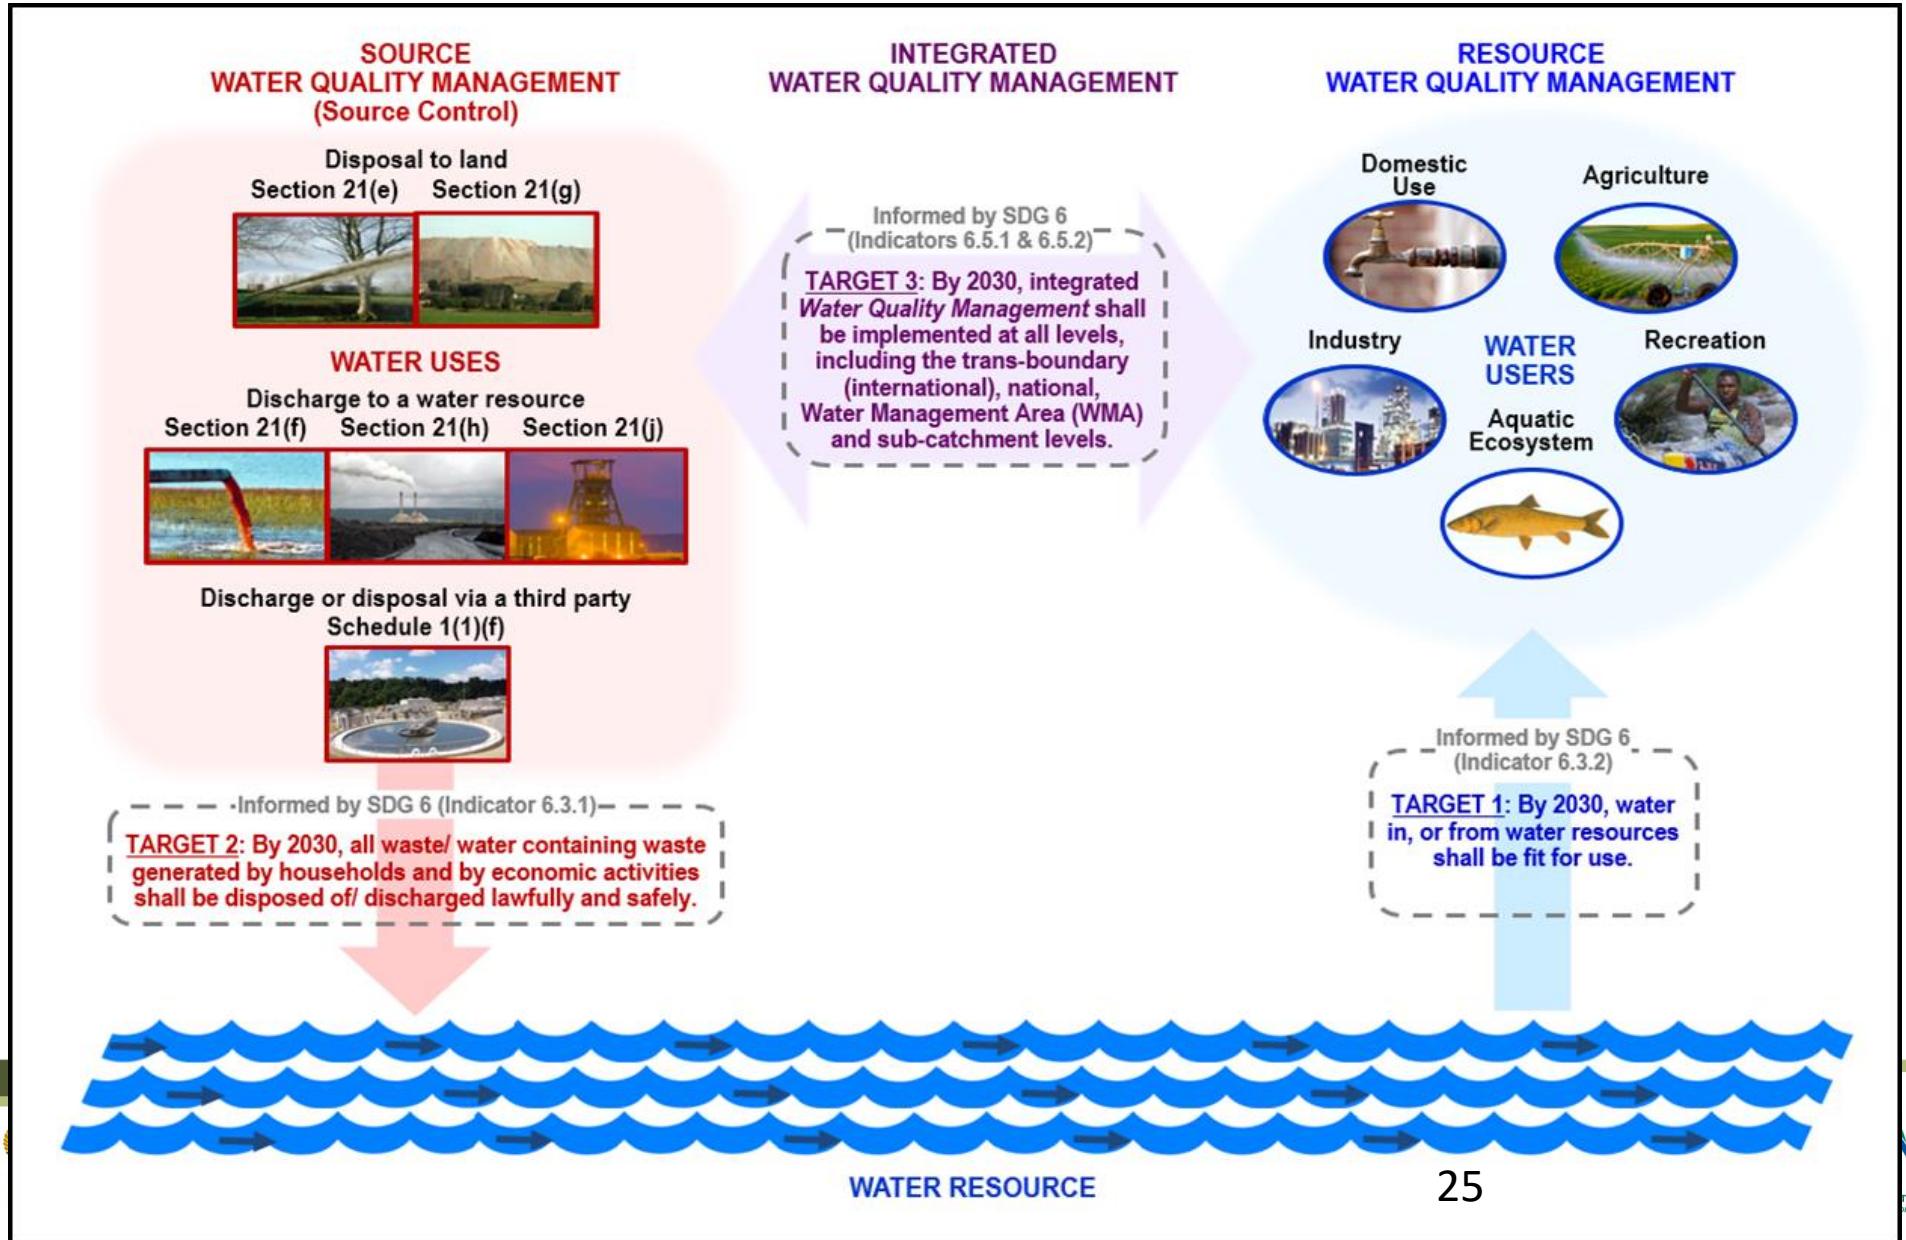 SOURCE
WATER QUALITY MANAGEMENT
(Source Control)
Disposal to land
Section 21(e) Section 21(g)
WATER USES
Discharge to a water resource
Section 21(f) Section 21(h) Section 21(j)
Discharge or disposal via a third party
Schedule 1(1)(f)
Informed by SDG 6 (Indicator 6.3.1)
TARGET 2: By 2030, all waste/ water containing waste
generated by households and by economic activities
shall be disposed of/ discharged lawfully and safely.
INTEGRATED
WATER QUALITY MANAGEMENT
Informed by SDG 6
(Indicators 6.5.1 & 6.5.2)
TARGET 3: By 2030, integrated
Water Quality Management shall
be implemented at all levels,
including the trans-boundary
(international), national,
Water Management Area (WMA)
and sub-catchment levels.
RESOURCE
WATER QUALITY MANAGEMENT
Domestic
Use
Agriculture
Industry
WATER
USERS
Recreation
Aquatic
Ecosystem
Informed by SDG 6
(Indicator 6.3.2)
TARGET 1: By 2030, water
in, or from water resources
shall be fit for use.
WATER RESOURCE
25